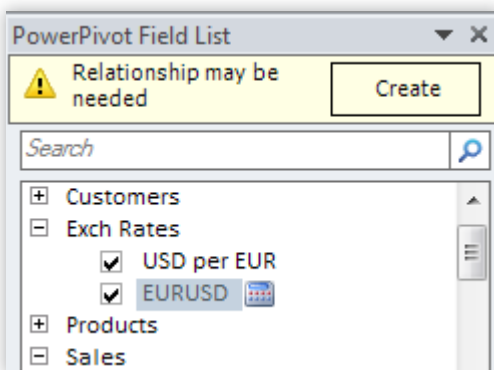 PowerPivot Field List
Relationship may be
needed
Create
Search
Customers
Exch Rates
USD per EUR
EURUSD
Products
Sales